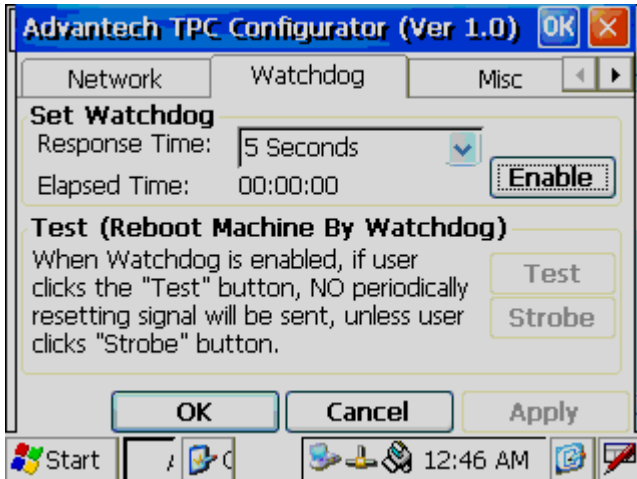 Advantech TPC Configurator (Ver 1.0) OK
Network Watchdog Misc
Set Watchdog
Response Time: 5 Seconds
Elapsed Time: 00:00:00
Enable
Test (Reboot Machine By Watchdog)
When Watchdog is enabled, if user
clicks the "Test" button, NO periodically
resetting signal will be sent, unless user
clicks "Strobe" button.
Test
Strobe
OK Cancel Apply
Start 12:46 AM